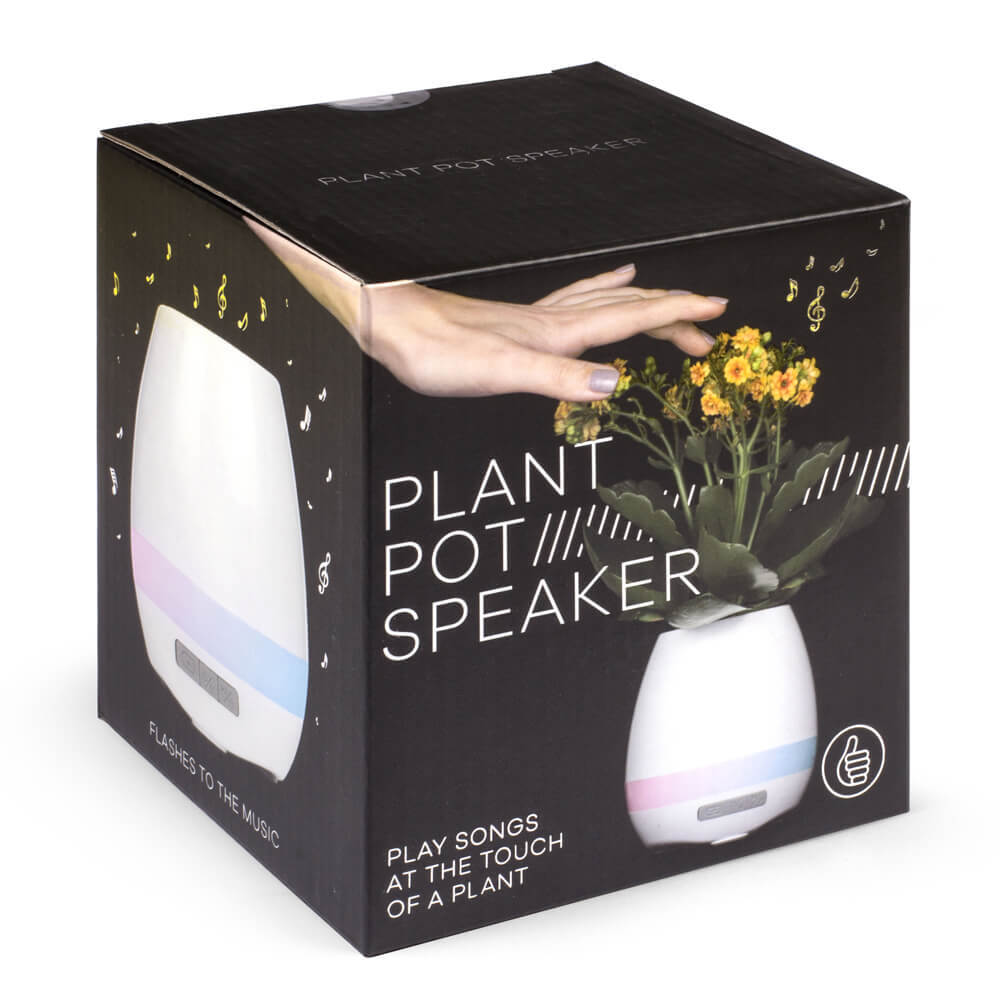 PLANT POT SPEAKER
PLANT
POT
SPEAKER
PLAY SONGS
AT THE TOUCH
OF A PLANT
FLASHES TO THE MUSIC